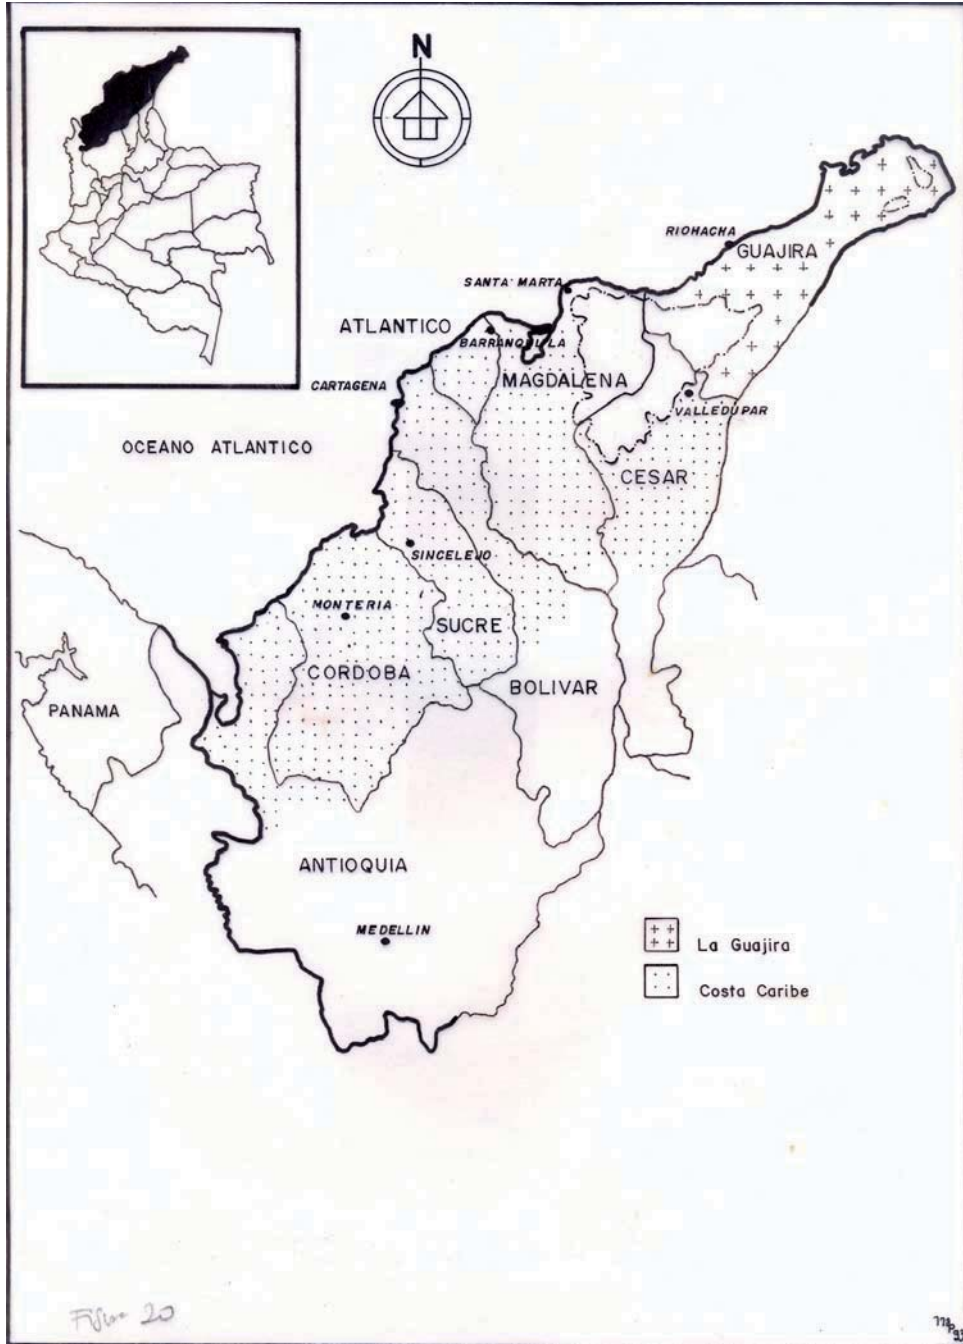 N
RIOHACHA
GUAJIRA
SANTA MARTA
ATLANTICO
BARRANQUILLA
MAGDALENA
CARTAGENA
VALLEDUPAR
OCEANO ATLANTICO
CESAR
SINCELEJO
MONTERIA
SUCRE
CORDOBA
BOLIVAR
PANAMA
ANTIOQUIA
MEDELLIN
La Guajira
Costa Caribe
20